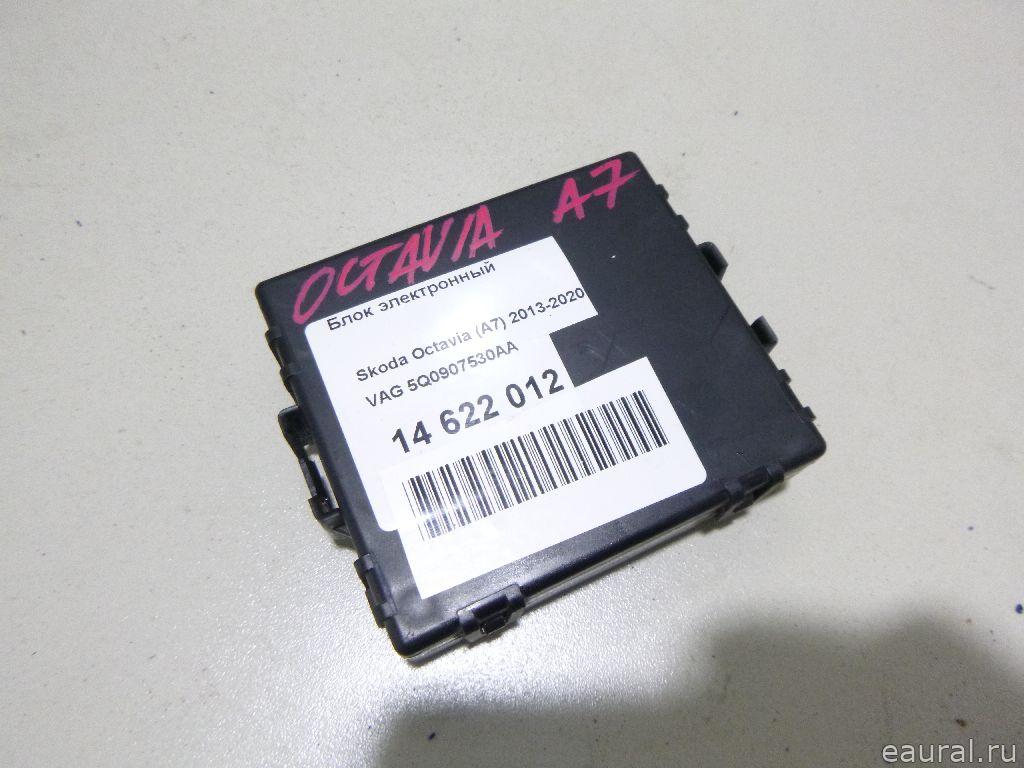 OCTAVIA A7
Блок электронный
Skoda Octavia (A7) 2013-2020
VAG 5Q0907530AA
14 622 012
eaural.ru